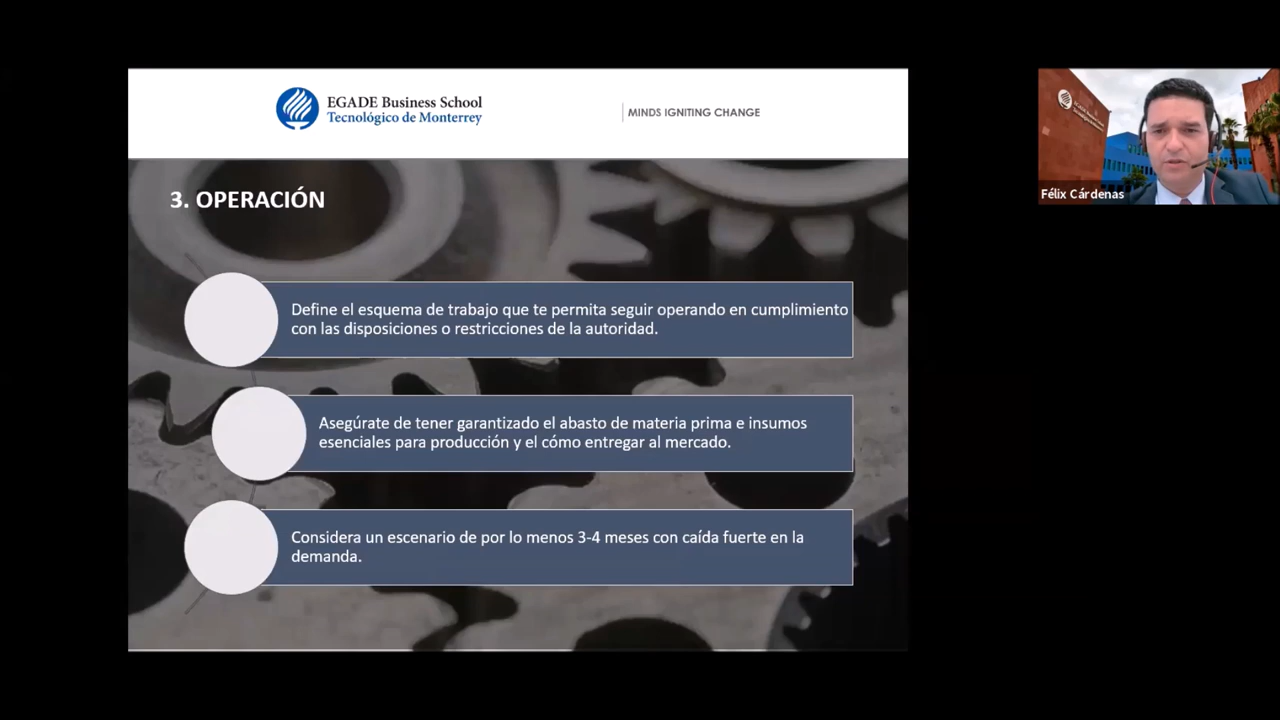 EGADE Business School
Tecnológico de Monterrey
MINDS IGNITING CHANGE
Félix Cárdenas
3. OPERACIÓN
Define el esquema de trabajo que te permita seguir operando en cumplimiento
con las disposiciones o restricciones de la autoridad.
Asegúrate de tener garantizado el abasto de materia prima e insumos
esenciales para producción y el cómo entregar al mercado.
Considera un escenario de por lo menos 3-4 meses con caída fuerte en la
demanda.